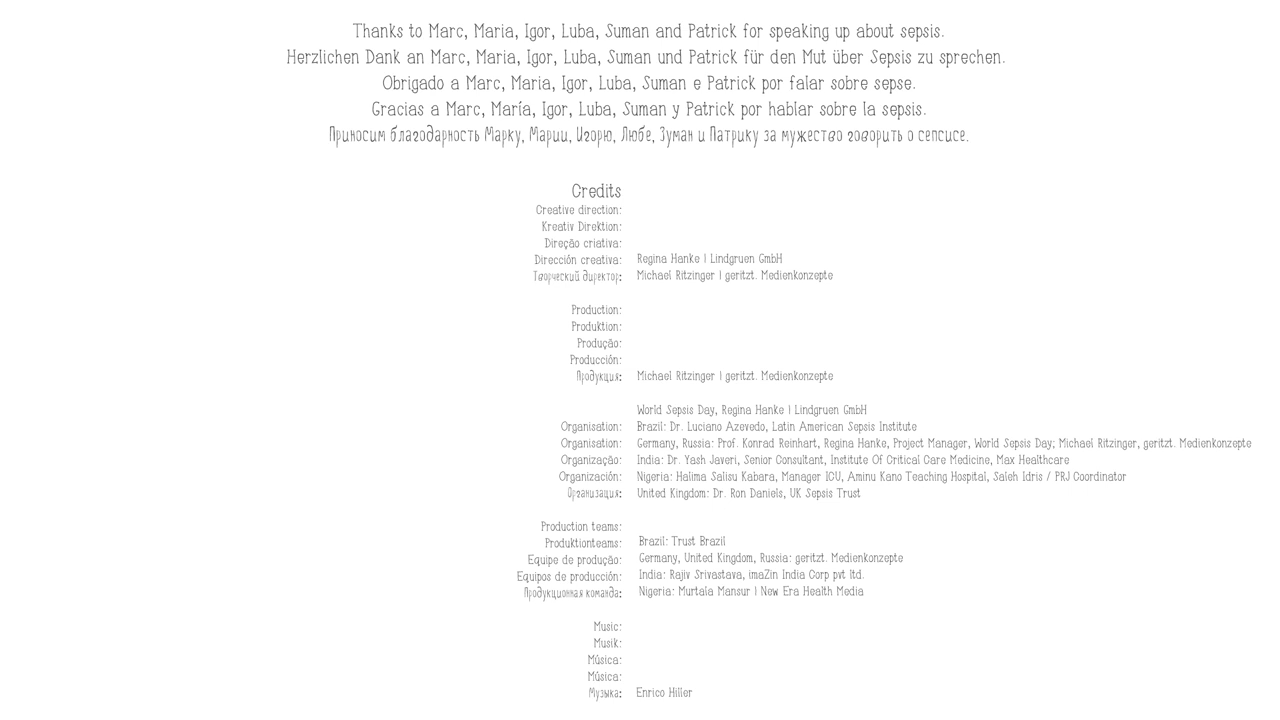 Thanks to Marc, Maria, Igor, Luba, Suman and Patrick for speaking up about sepsis.
Herzlichen Dank an Marc, Maria, Igor, Luba, Suman und Patrick für den Mut über Sepsis zu sprechen.
Obrigado a Marc, Maria, Igor, Luba, Suman e Patrick por falar sobre sepse.
Gracias a Marc, María, Igor, Luba, Suman y Patrick por hablar sobre la sepsis.
Приносим благодарность Марку, Марии, Игорю, Любе, Зуман и Патрику за мужество говорить о сепсисе.
Credits
Creative direction:
Kreativ Direktion:
Direção criativa:
Dirección creativa: Regina Hanke | Lindgruen GmbH
Творческий директор: Michael Ritzinger | geritzt. Medienkonzepte
Production:
Produktion:
Produção:
Producción:
Продукция: Michael Ritzinger | geritzt. Medienkonzepte
World Sepsis Day, Regina Hanke | Lindgruen GmbH
Organisation: Brazil: Dr. Luciano Azevedo, Latin American Sepsis Institute
Organisation: Germany, Russia: Prof. Konrad Reinhart, Regina Hanke, Project Manager, World Sepsis Day; Michael Ritzinger, geritzt. Medienkonzepte
Organização: India: Dr. Yash Javeri, Senior Consultant, Institute Of Critical Care Medicine, Max Healthcare
Organización: Nigeria: Halima Salisu Kabara, Manager ICU, Aminu Kano Teaching Hospital, Saleh Idris / PRJ Coordinator
Организация: United Kingdom: Dr. Ron Daniels, UK Sepsis Trust
Production teams:
Produktionteams: Brazil: Trust Brazil
Equipe de produção: Germany, United Kingdom, Russia: geritzt. Medienkonzepte
Equipos de producción: India: Rajiv Srivastava, imaZin India Corp pvt ltd.
Продукционная команда: Nigeria: Murtala Mansur | New Era Health Media
Music:
Musik:
Música:
Música:
Музыка: Enrico Hiller